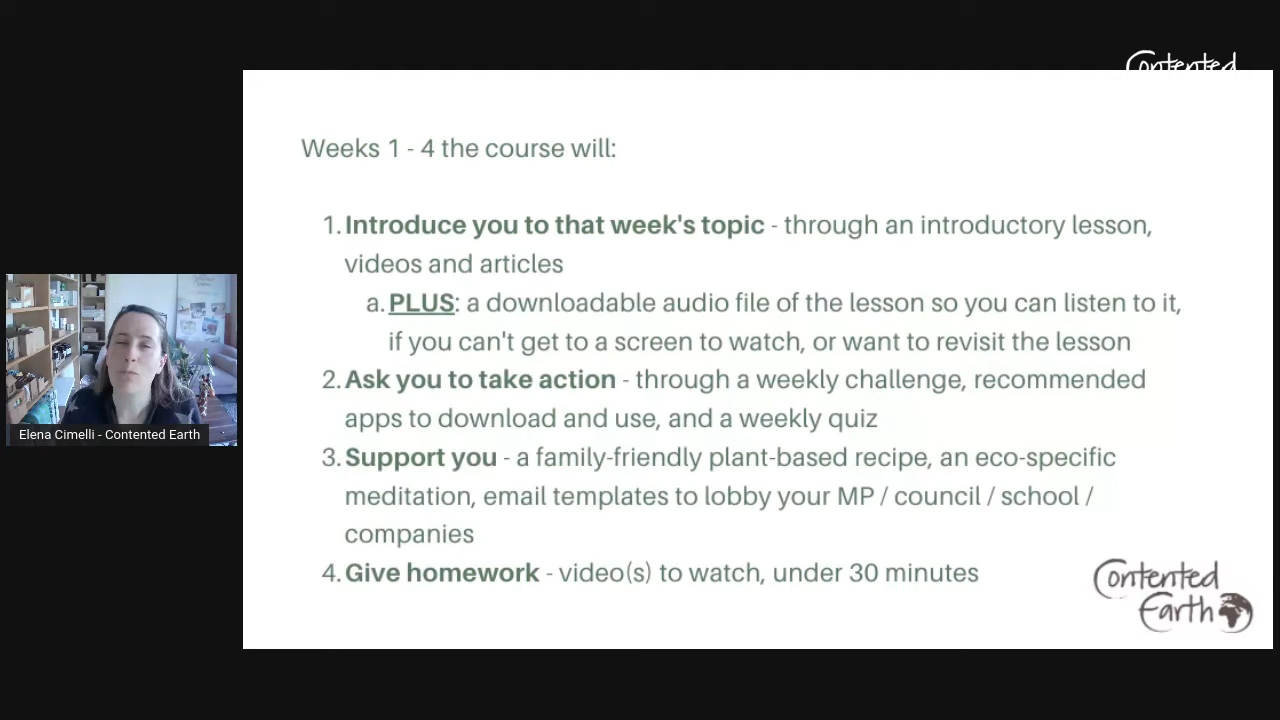 Contented
Weeks 1 - 4 the course will:
1. Introduce you to that week's topic - through an introductory lesson,
videos and articles
a. PLUS: a downloadable audio file of the lesson so you can listen to it,
if you can't get to a screen to watch, or want to revisit the lesson
2. Ask you to take action - through a weekly challenge, recommended
apps to download and use, and a weekly quiz
3. Support you - a family-friendly plant-based recipe, an eco-specific
meditation, email templates to lobby your MP / council / school /
companies
4. Give homework - video(s) to watch, under 30 minutes
Contented
Earth
Elena Cimelli - Contented Earth